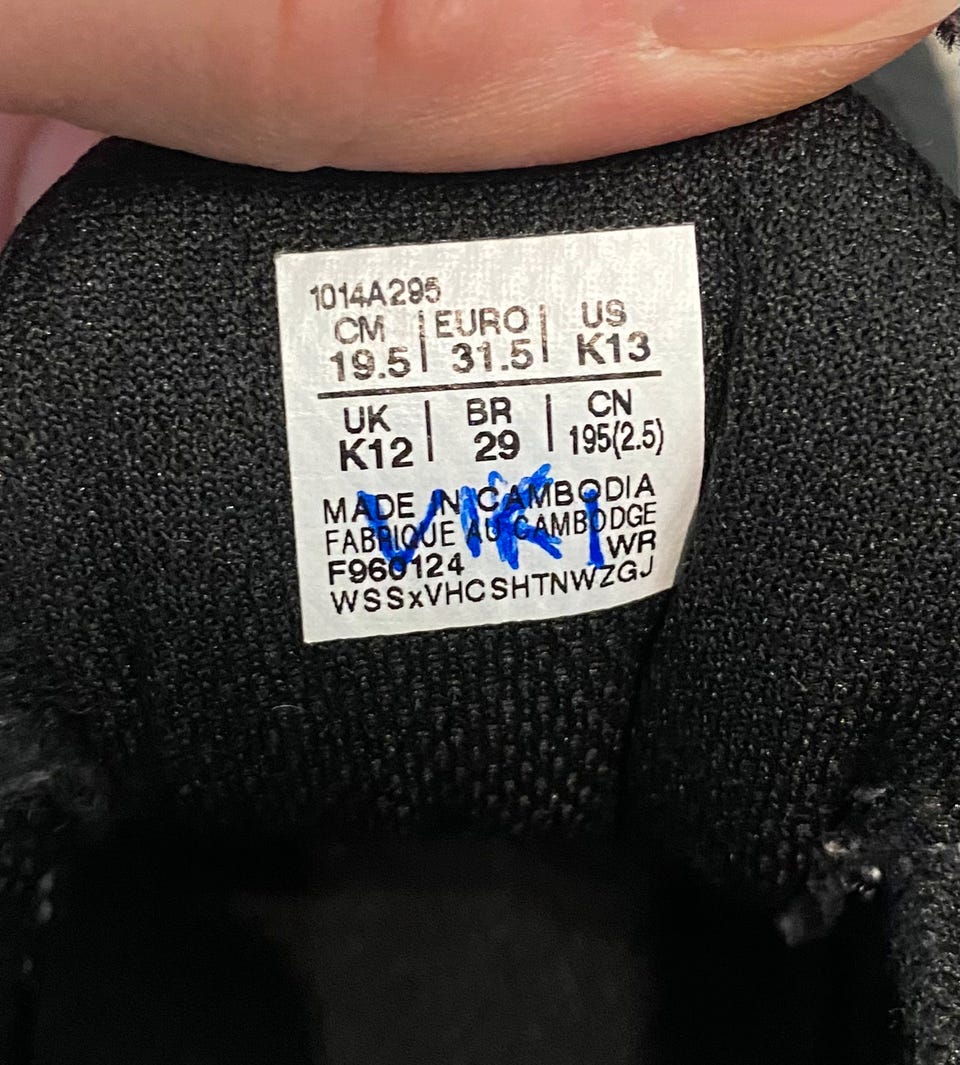 1014A295
CM | EURO | US
19.5 | 31.5 | K13
UK | BR | CN
K12 | 29 | 195(2.5)
MADE IN CAMBODIA
VIKI
FABRIQUE AU CAMBODGE
F960124 WR
WSSxVHCSHTNWZGJ